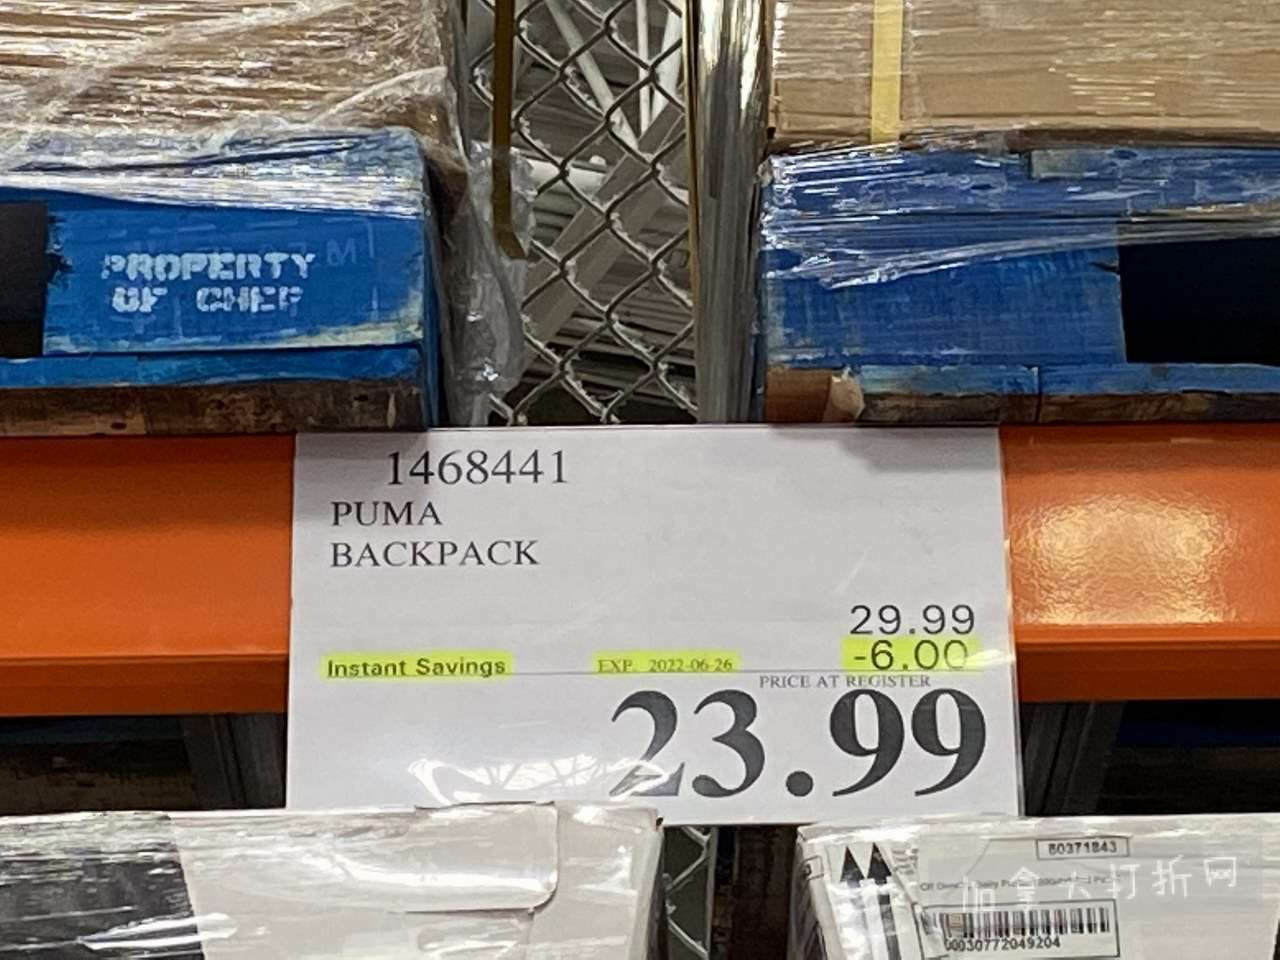 PROPERTY
OF CHEP
1468441
PUMA
BACKPACK
29.99
Instant Savings
EXP. 2022-06-26
-6.00
PRICE AT REGISTER
23.99
80371843
加拿大打折网
00030772049204